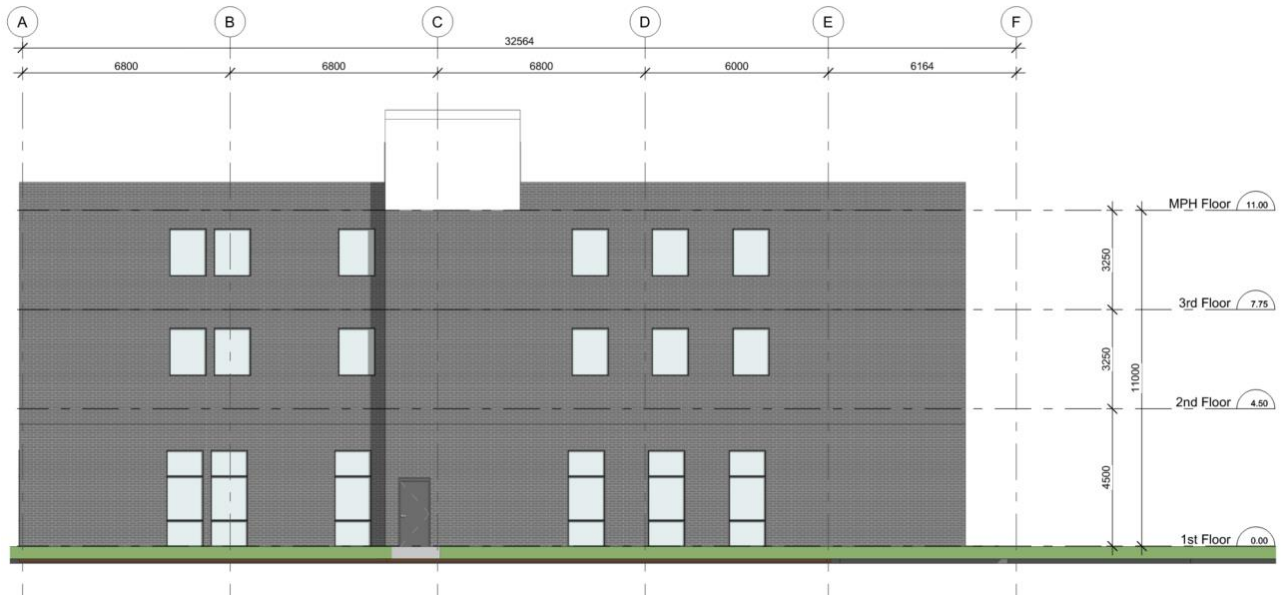 A B C D E F
32564
6800 6800 6800 6000 6164
MPH Floor 11.00
3250
3rd Floor 7.75
3250
11000
2nd Floor 4.50
4500
1st Floor 0.00